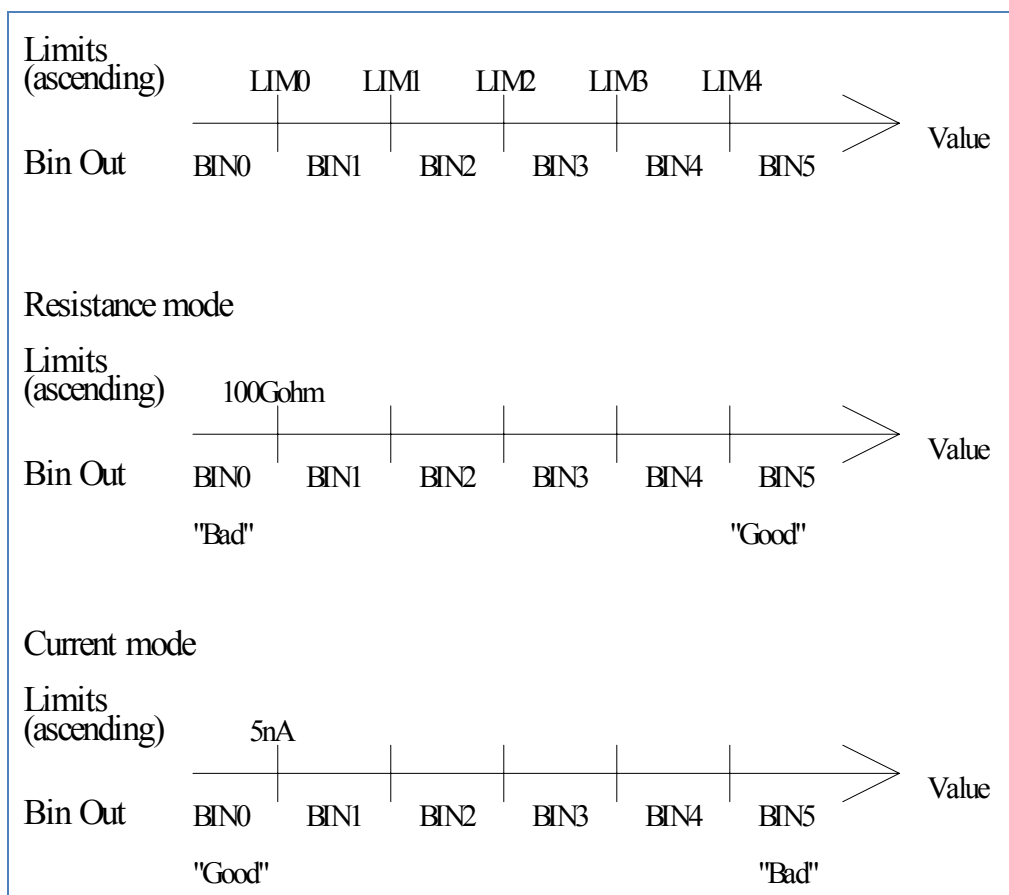 Limits
(ascending)
LIM0 LIM1 LIM2 LIM3 LIM4
Value
Bin Out BIN0 BIN1 BIN2 BIN3 BIN4 BIN5
Resistance mode
Limits
(ascending)
100Gohm
Value
Bin Out BIN0 BIN1 BIN2 BIN3 BIN4 BIN5
"Bad" "Good"
Current mode
Limits
(ascending)
5nA
Value
Bin Out BIN0 BIN1 BIN2 BIN3 BIN4 BIN5
"Good" "Bad"